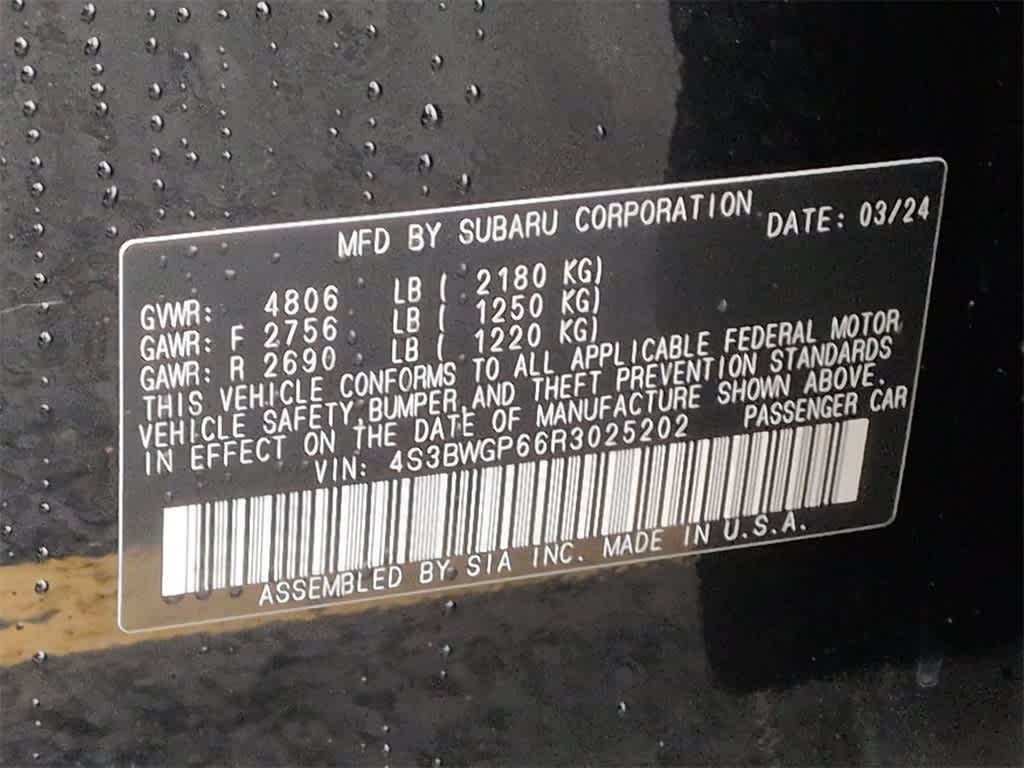 MFD BY SUBARU CORPORATION DATE: 03/24
GVWR: 4806 LB ( 2180 KG)
GAWR: F 2756 LB ( 1250 KG)
GAWR: R 2690 LB ( 1220 KG)
THIS VEHICLE CONFORMS TO ALL APPLICABLE FEDERAL MOTOR
VEHICLE SAFETY,BUMPER,AND THEFT PREVENTION STANDARDS
IN EFFECT ON THE DATE OF MANUFACTURE SHOWN ABOVE.
VIN: 4S3BWGP66R3025202 PASSENGER CAR
ASSEMBLED BY SIA INC. MADE IN U.S.A.